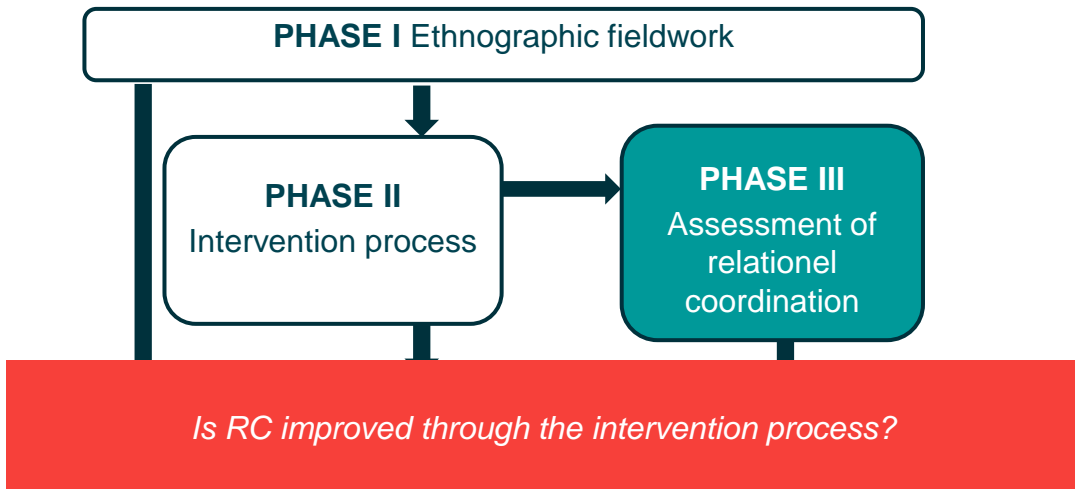 PHASE I Ethnographic fieldwork
PHASE II
Intervention process
PHASE III
Assessment of
relationel
coordination
Is RC improved through the intervention process?